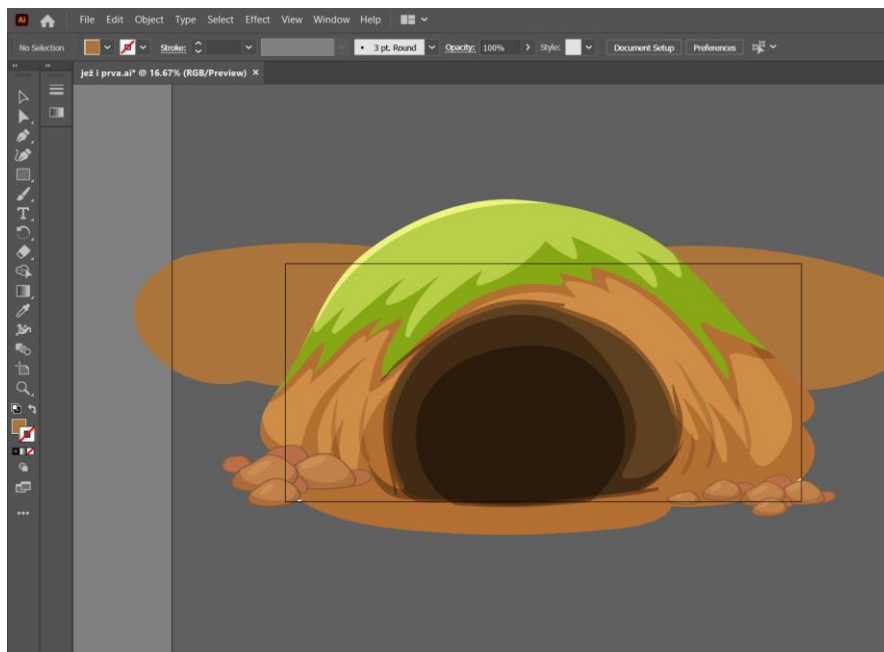 Ai File Edit Object Type Select Effect View Window Help
No Selection Stroke: 3 pt. Round Opacity: 100% Style: Document Setup Preferences
jež i prva.ai* @ 16.67% (RGB/Preview) ×
T